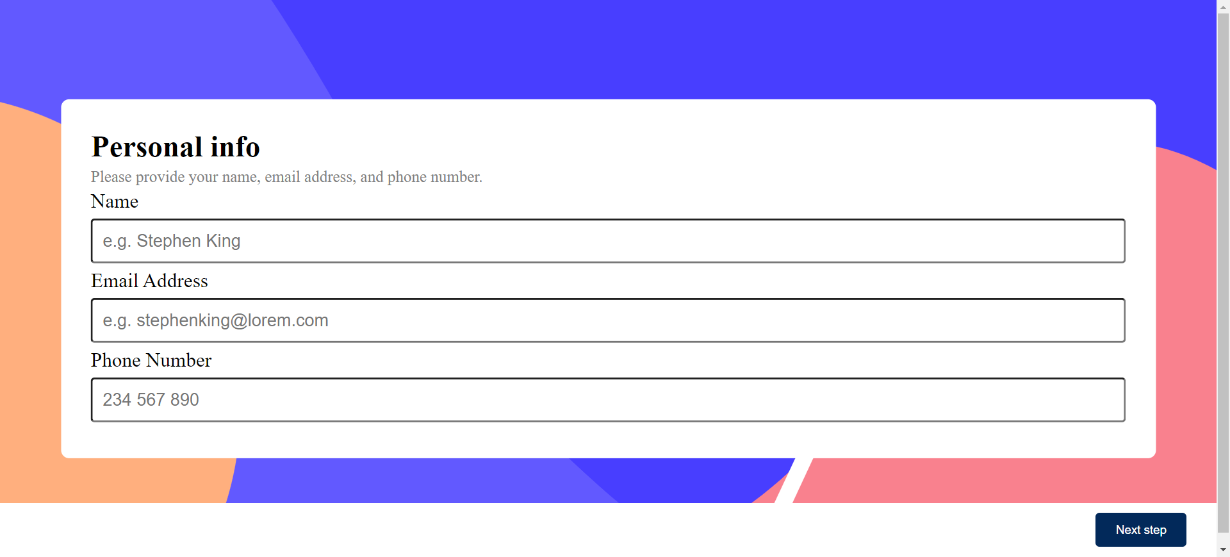 Personal info
Please provide your name, email address, and phone number.
Name
e.g. Stephen King
Email Address
e.g. stephenking@lorem.com
Phone Number
234 567 890
Next step